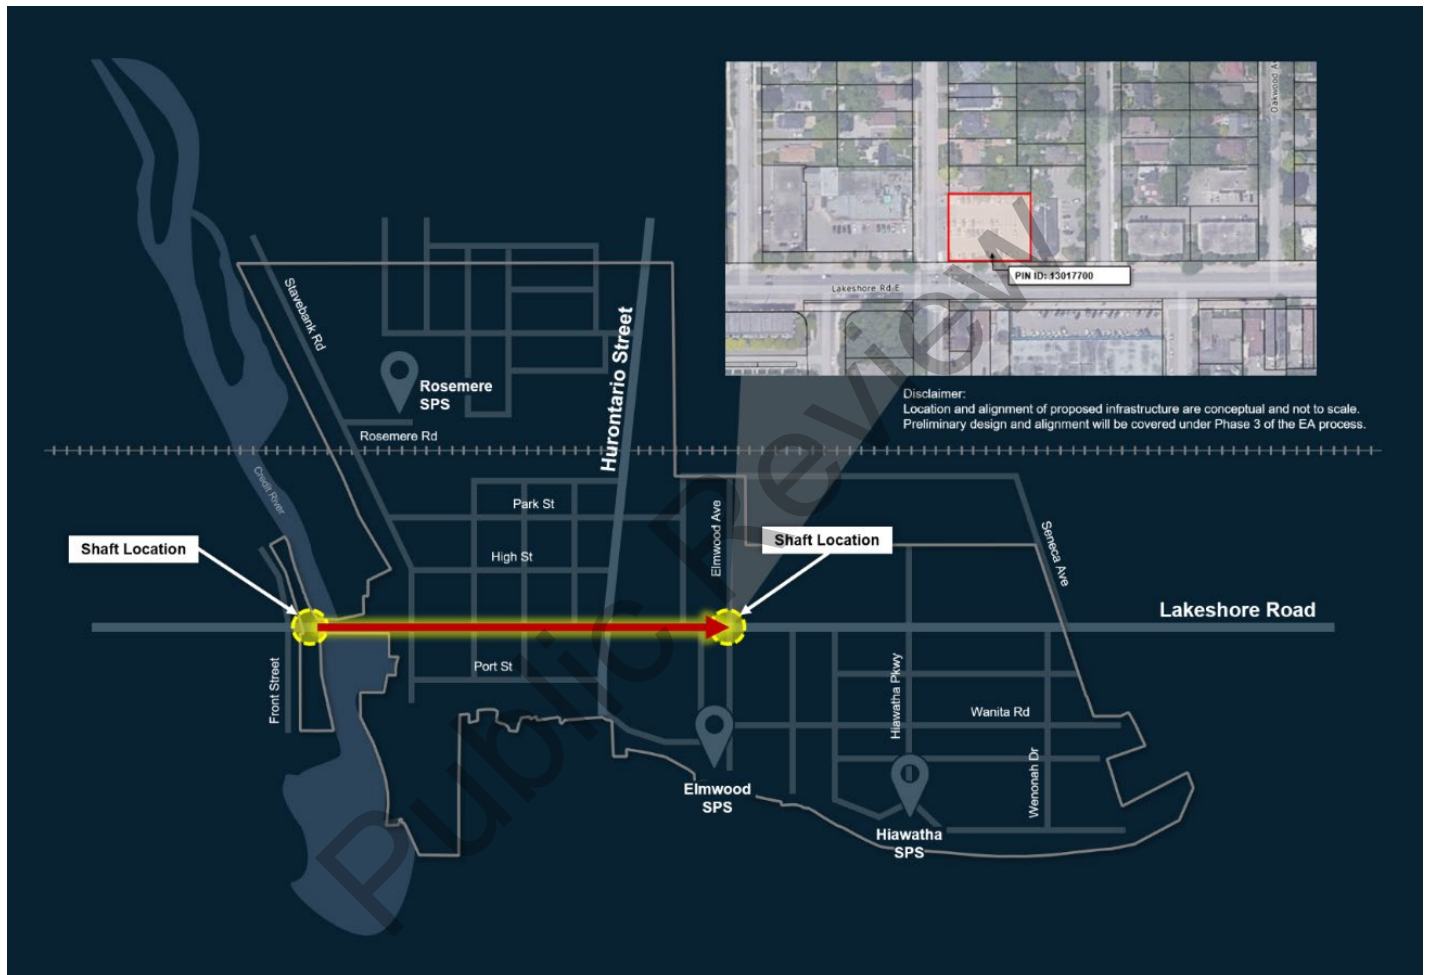 Oakwood Av
PIN ID: 13017700
Lakeshore Rd E
Disclaimer:
Location and alignment of proposed infrastructure are conceptual and not to scale.
Preliminary design and alignment will be covered under Phase 3 of the EA process.
Stavebank Rd
Hurontario Street
Rosemere
SPS
Rosemere Rd
Credit River
Park St
High St
Elmwood Ave
Shaft Location
Shaft Location
Seneca Ave
Lakeshore Road
Front Street
Port St
Hiawatha Pkwy
Wanita Rd
Wenonah Dr
Elmwood
SPS
Hiawatha
SPS
Public Review